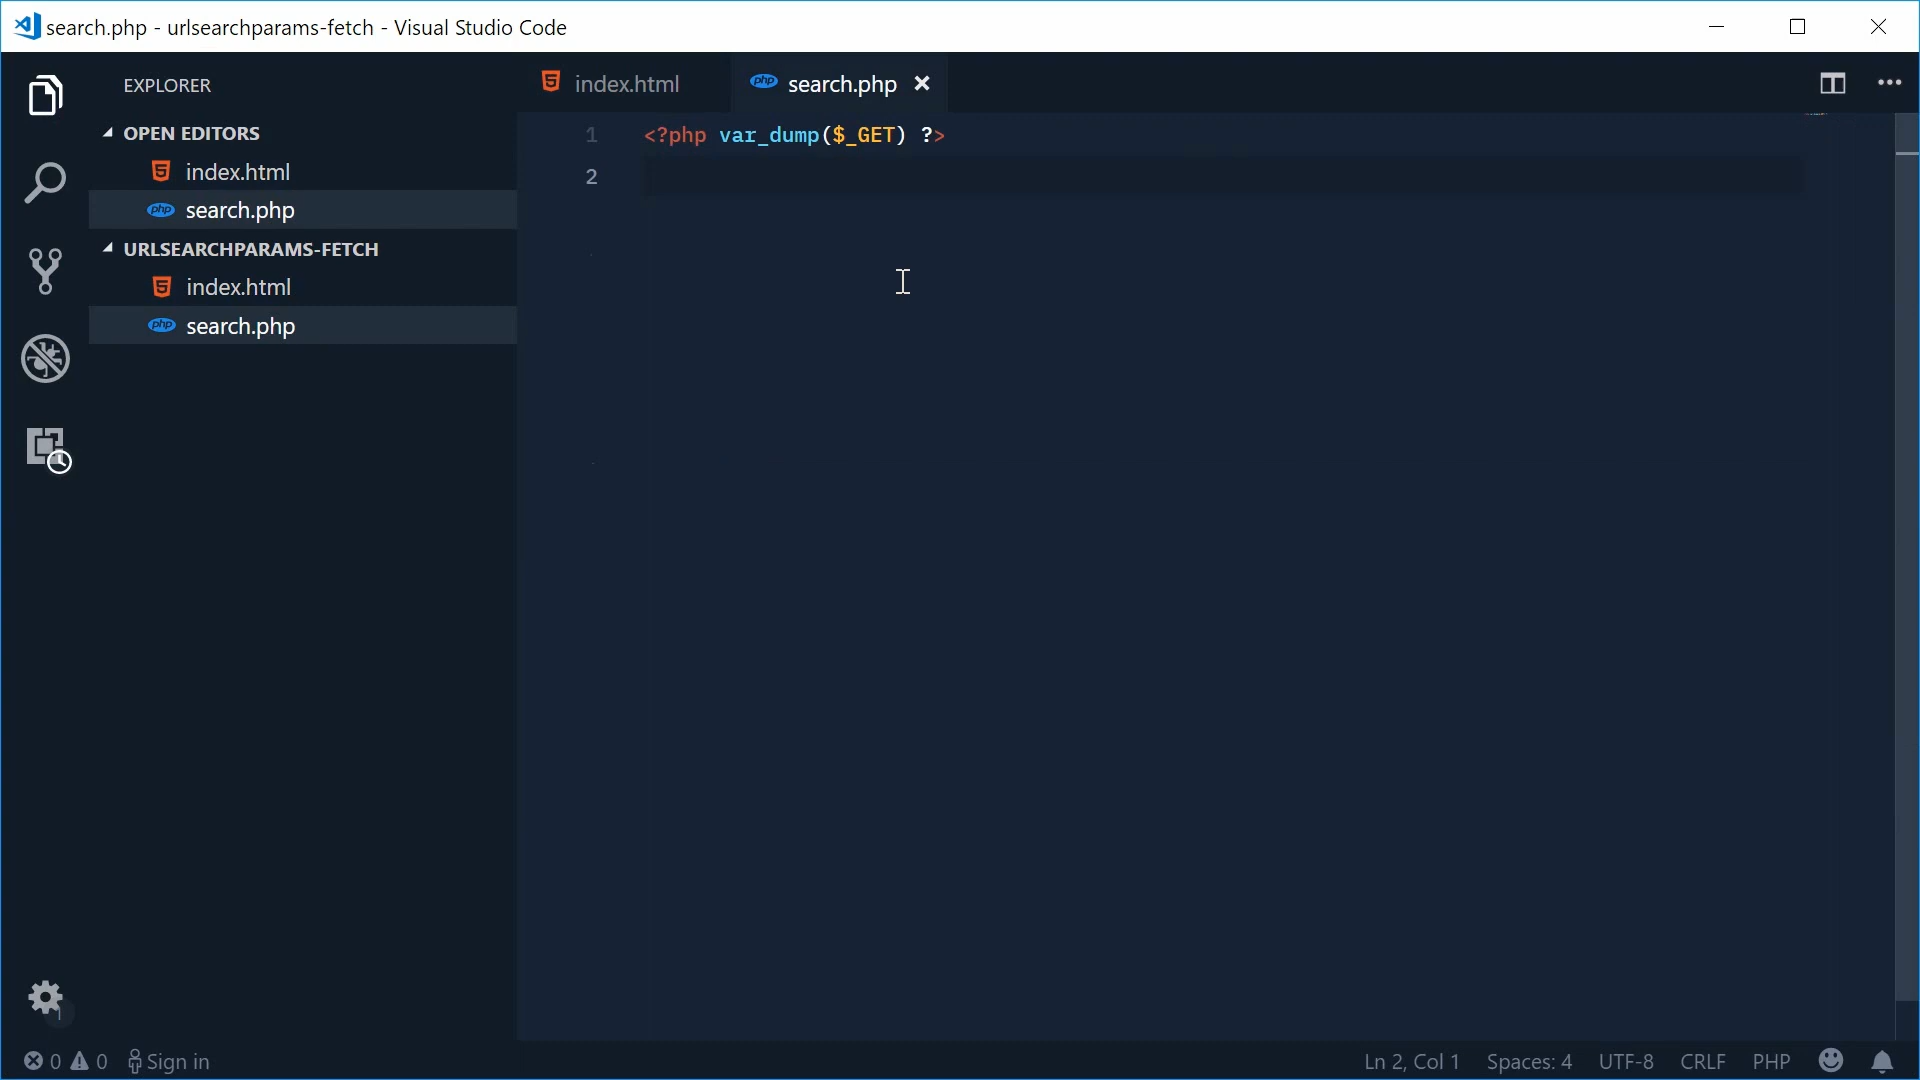 search.php - urlsearchparams-fetch - Visual Studio Code
EXPLORER
OPEN EDITORS
index.html
search.php
URLSEARCHPARAMS-FETCH
index.html
search.php
index.html
php search.php
1 <?php var_dump($_GET) ?>
2
0 0 Sign in
Ln 2, Col 1 Spaces: 4 UTF-8 CRLF PHP